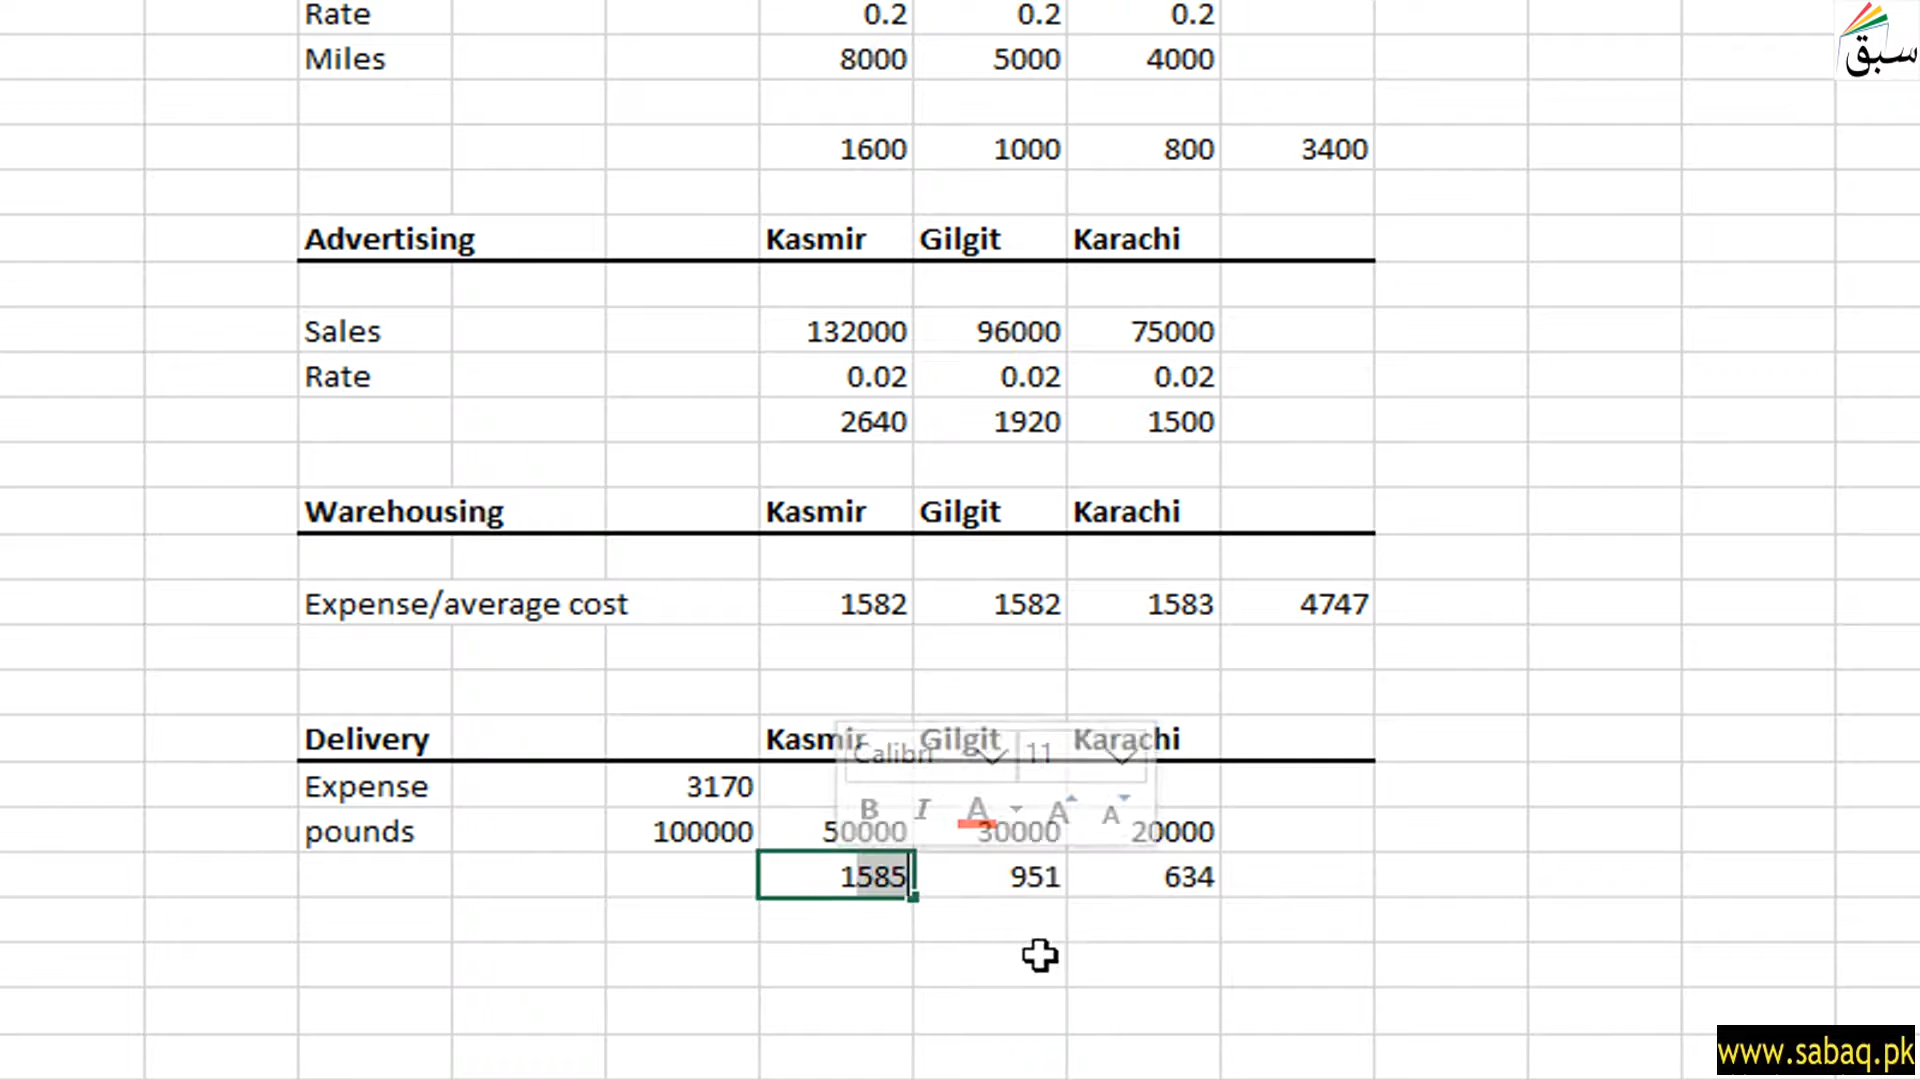 Rate 0.2 0.2 0.2
سبق
Miles 8000 5000 4000
1600 1000 800 3400
Advertising Kasmir Gilgit Karachi
Sales 132000 96000 75000
Rate 0.02 0.02 0.02
2640 1920 1500
Warehousing Kasmir Gilgit Karachi
Expense/average cost 1582 1582 1583 4747
Delivery Kasmir Gilgit Karachi
Calibri 11
Expense 3170
B I A A A
pounds 100000 50000 30000 20000
1585 951 634
www.sabaq.pk